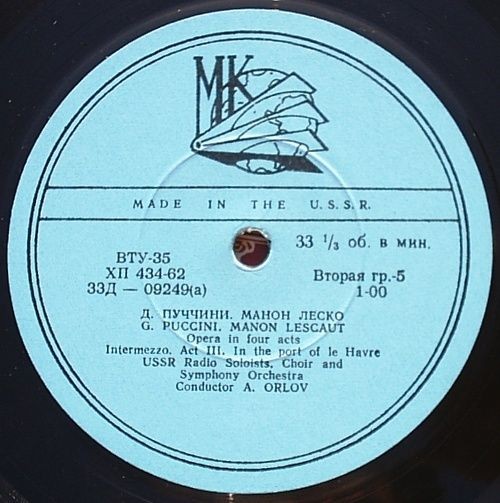 МК
MADE IN THE U.S.S.R.
33 1/3 об. в мин.
ВТУ-35
ХП 434-62
33Д — 09249(а)
Вторая гр.-5
1-00
Д. ПУЧЧИНИ. МАНОН ЛЕСКО
G. PUCCINI. MANON LESCAUT
Opera in four acts
Intermezzo. Act III. In the port of le Havre
USSR Radio Soloists, Choir and
Symphony Orchestra
Conductor A. ORLOV